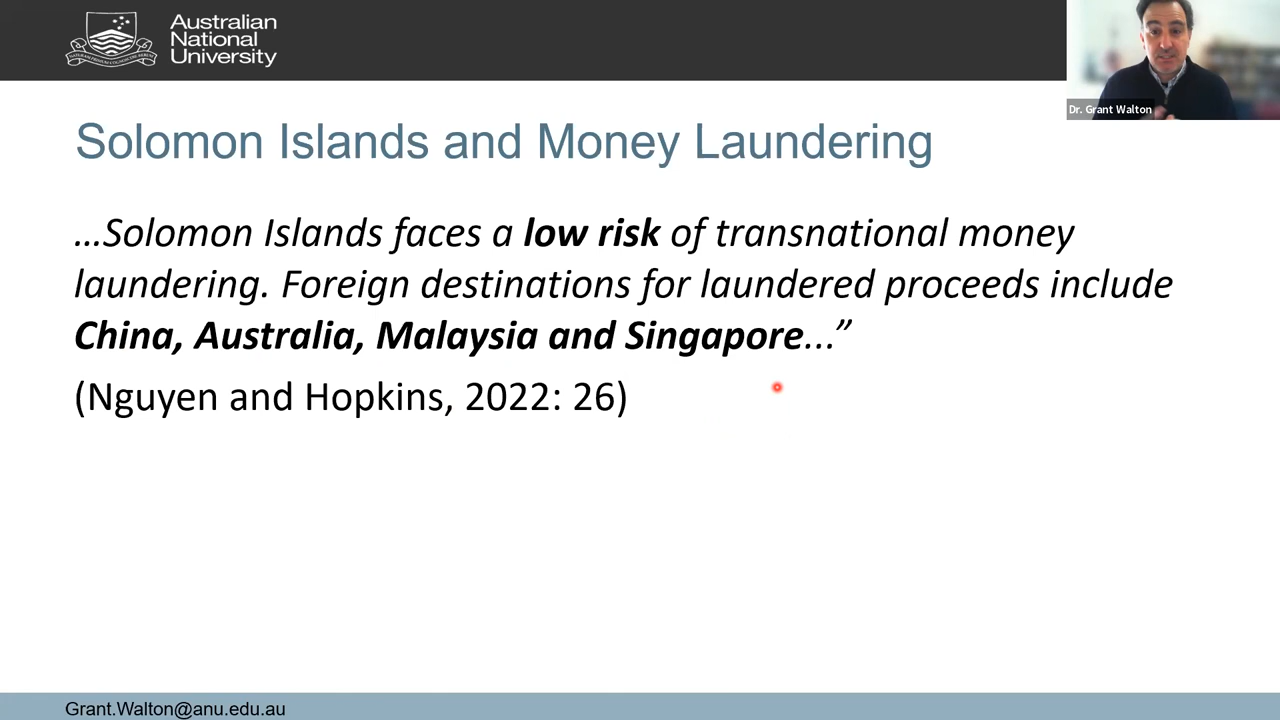 Australian
National
University
Dr. Grant Walton
Solomon Islands and Money Laundering
…Solomon Islands faces a low risk of transnational money
laundering. Foreign destinations for laundered proceeds include
China, Australia, Malaysia and Singapore...”
(Nguyen and Hopkins, 2022: 26)
Grant.Walton@anu.edu.au